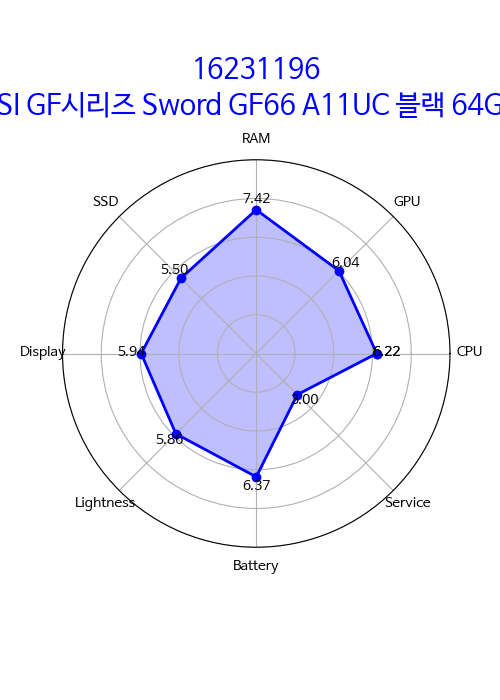 16231196
SI GF시리즈 Sword GF66 A11UC 블랙 64G
RAM
SSD
GPU
7.42
6.04
5.50
Display
5.94
6.22
CPU
5.86
3.00
6.37
Lightness
Service
Battery